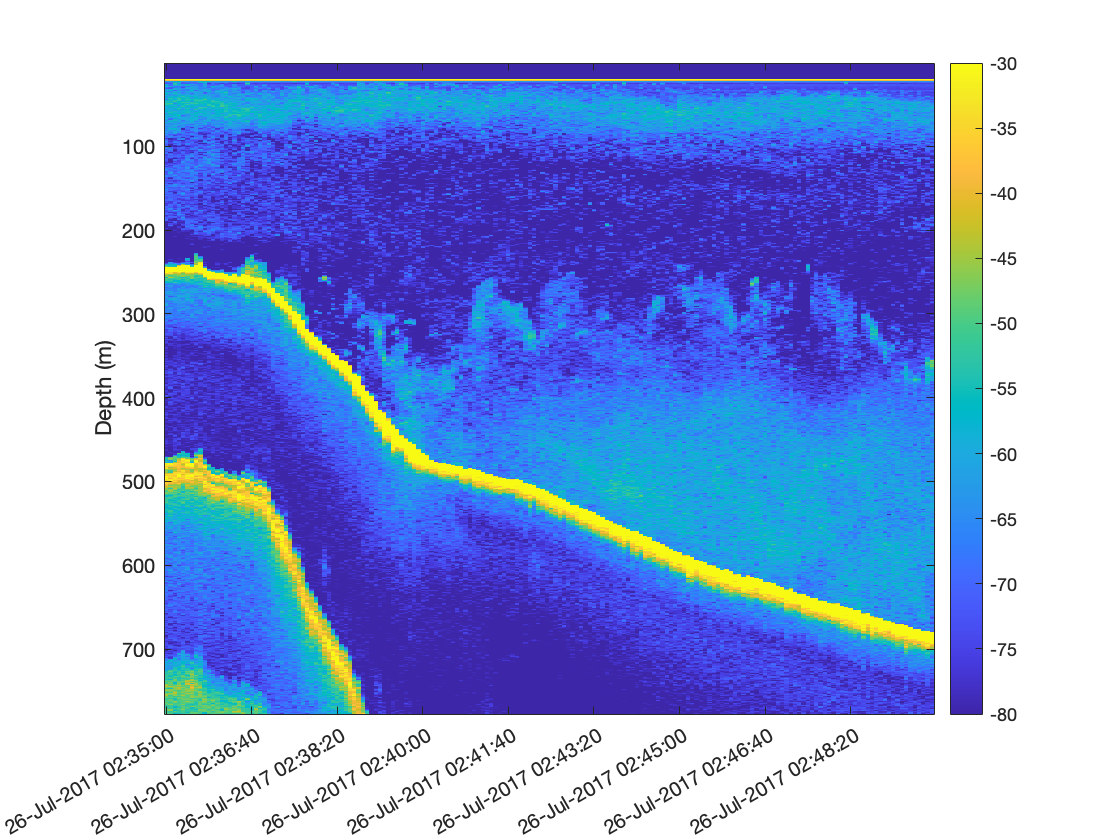 Depth (m)
100
200
300
400
500
600
700
26-Jul-2017 02:35:00
26-Jul-2017 02:36:40
26-Jul-2017 02:38:20
26-Jul-2017 02:40:00
26-Jul-2017 02:41:40
26-Jul-2017 02:43:20
26-Jul-2017 02:45:00
26-Jul-2017 02:46:40
26-Jul-2017 02:48:20
-30
-35
-40
-45
-50
-55
-60
-65
-70
-75
-80